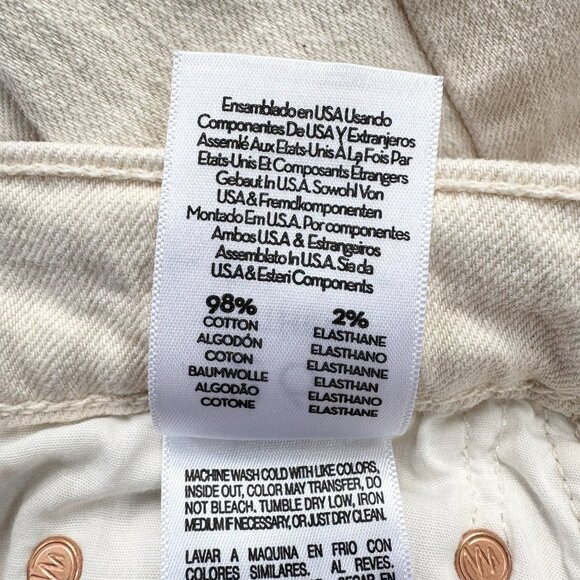 Ensamblado en USA Usando
Componentes De USA Y Extranjeros
Assemlé Aux Etats-Unis À La Fois Par
Etats-Unis Et Composants Etrangers
Gebaut In U.S.A. Sowohl Von
USA & Fremdkomponenten
Montado Em U.S.A. Por componentes
Ambos U.S.A & Estrangeiros
Assemblato In U.S.A. Sia da
U.S.A & Esteri Components
98% 2%
COTTON ELASTHANE
ALGODÓN ELASTHANO
COTON ELASTHANNE
BAUMWOLLE ELASTHAN
ALGODÃO ELASTHANO
COTONE ELASTHANE
MACHINE WASH COLD WITH LIKE COLORS,
INSIDE OUT, COLOR MAY TRANSFER, DO
NOT BLEACH. TUMBLE DRY LOW, IRON
MEDIUM IF NECESSARY, OR JUST DRY CLEAN.
LAVAR A MAQUINA EN FRIO CON
COLORES SIMILARES. AL REVES.